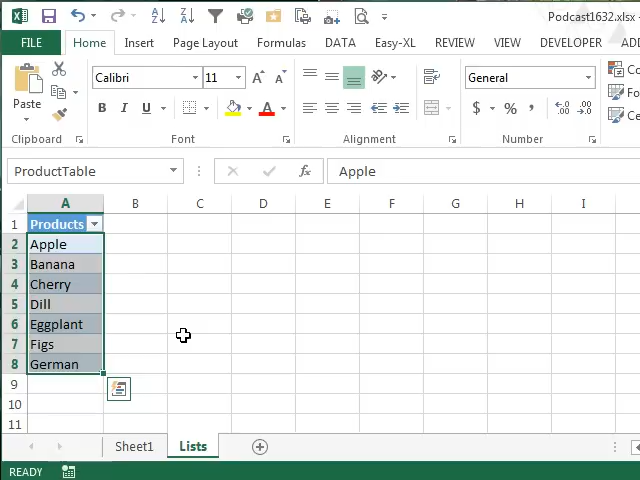 Podcast1632.xlsx -
FILE Home Insert Page Layout Formulas DATA Easy-XL REVIEW VIEW DEVELOPER
Calibri 11 General
Paste
B I U A $ %
Clipboard Font Alignment Number
ProductTable fx Apple
A B C D E F G H I
1 Products
2 Apple
3 Banana
4 Cherry
5 Dill
6 Eggplant
7 Figs
8 German
9
10
11
Sheet1 Lists
READY